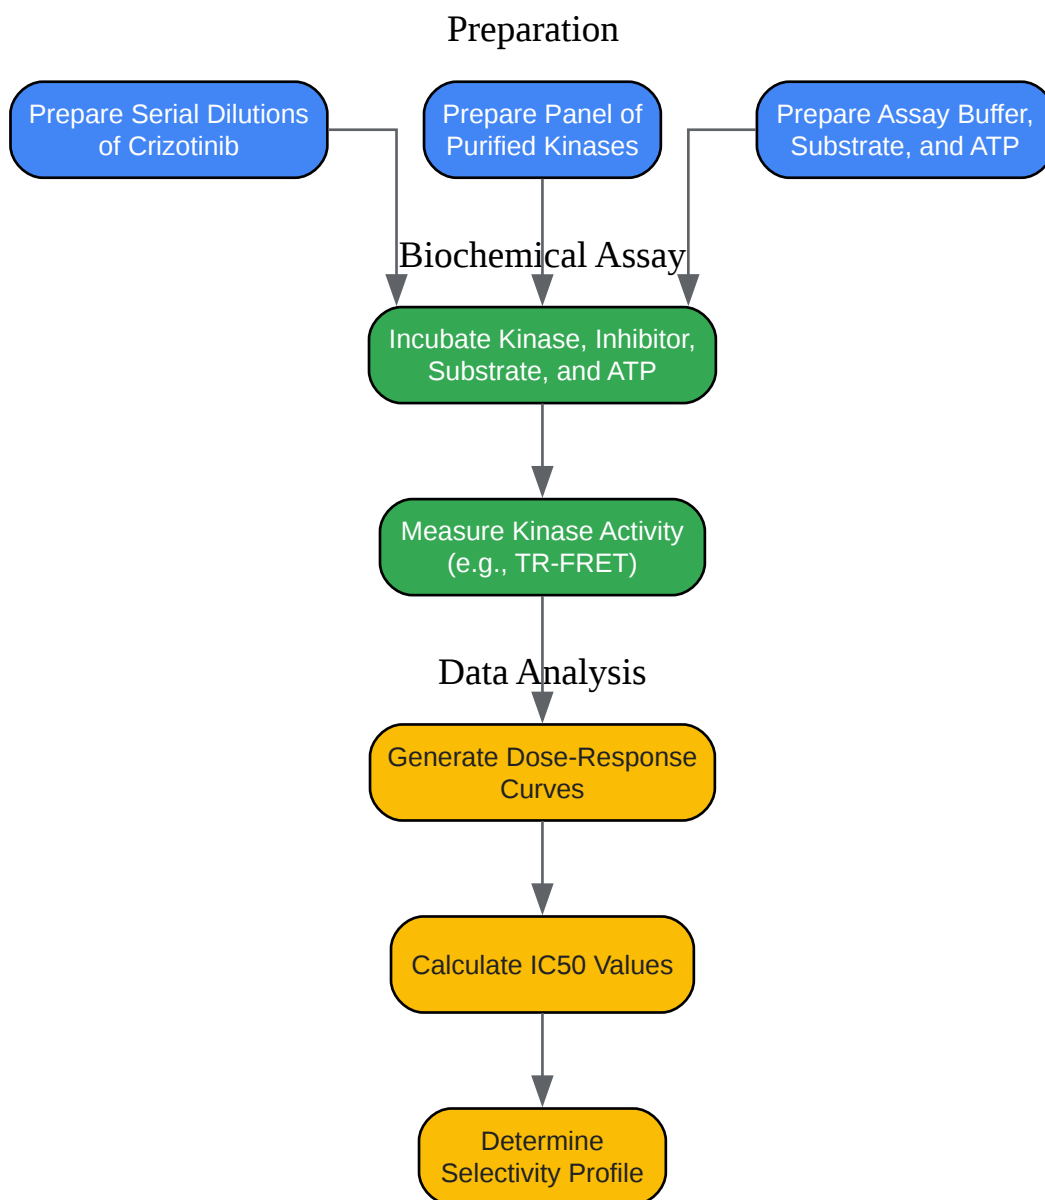 Preparation
Prepare Serial Dilutions
of Crizotinib
Prepare Panel of
Purified Kinases
Prepare Assay Buffer,
Substrate, and ATP
Biochemical Assay
Incubate Kinase, Inhibitor,
Substrate, and ATP
Measure Kinase Activity
(e.g., TR-FRET)
Data Analysis
Generate Dose-Response
Curves
Calculate IC50 Values
Determine
Selectivity Profile